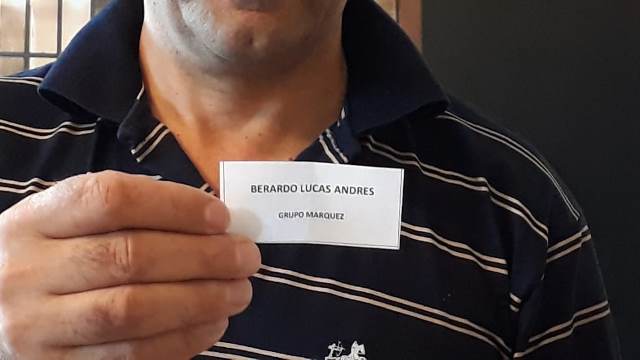 BERARDO LUCAS ANDRES
GRUPO MARQUEZ